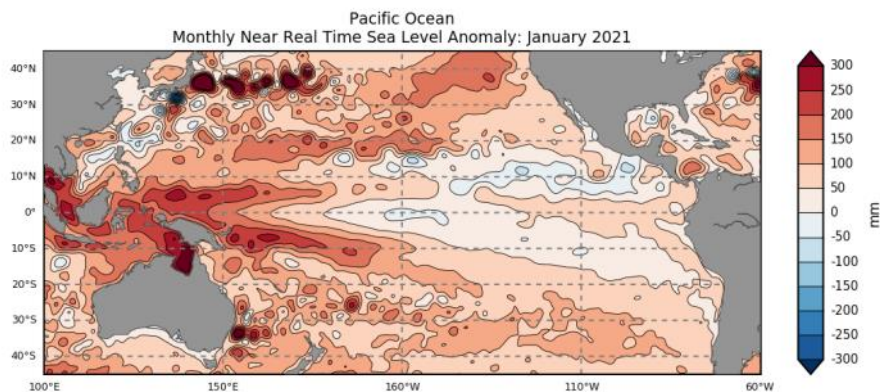 Pacific Ocean
Monthly Near Real Time Sea Level Anomaly: January 2021
40°N
30°N
20°N
10°N
0°
10°S
20°S
30°S
40°S
100°E
150°E
160°W
110°W
60°W
300
250
200
150
100
50
0
-50
-100
-150
-200
-250
-300
mm